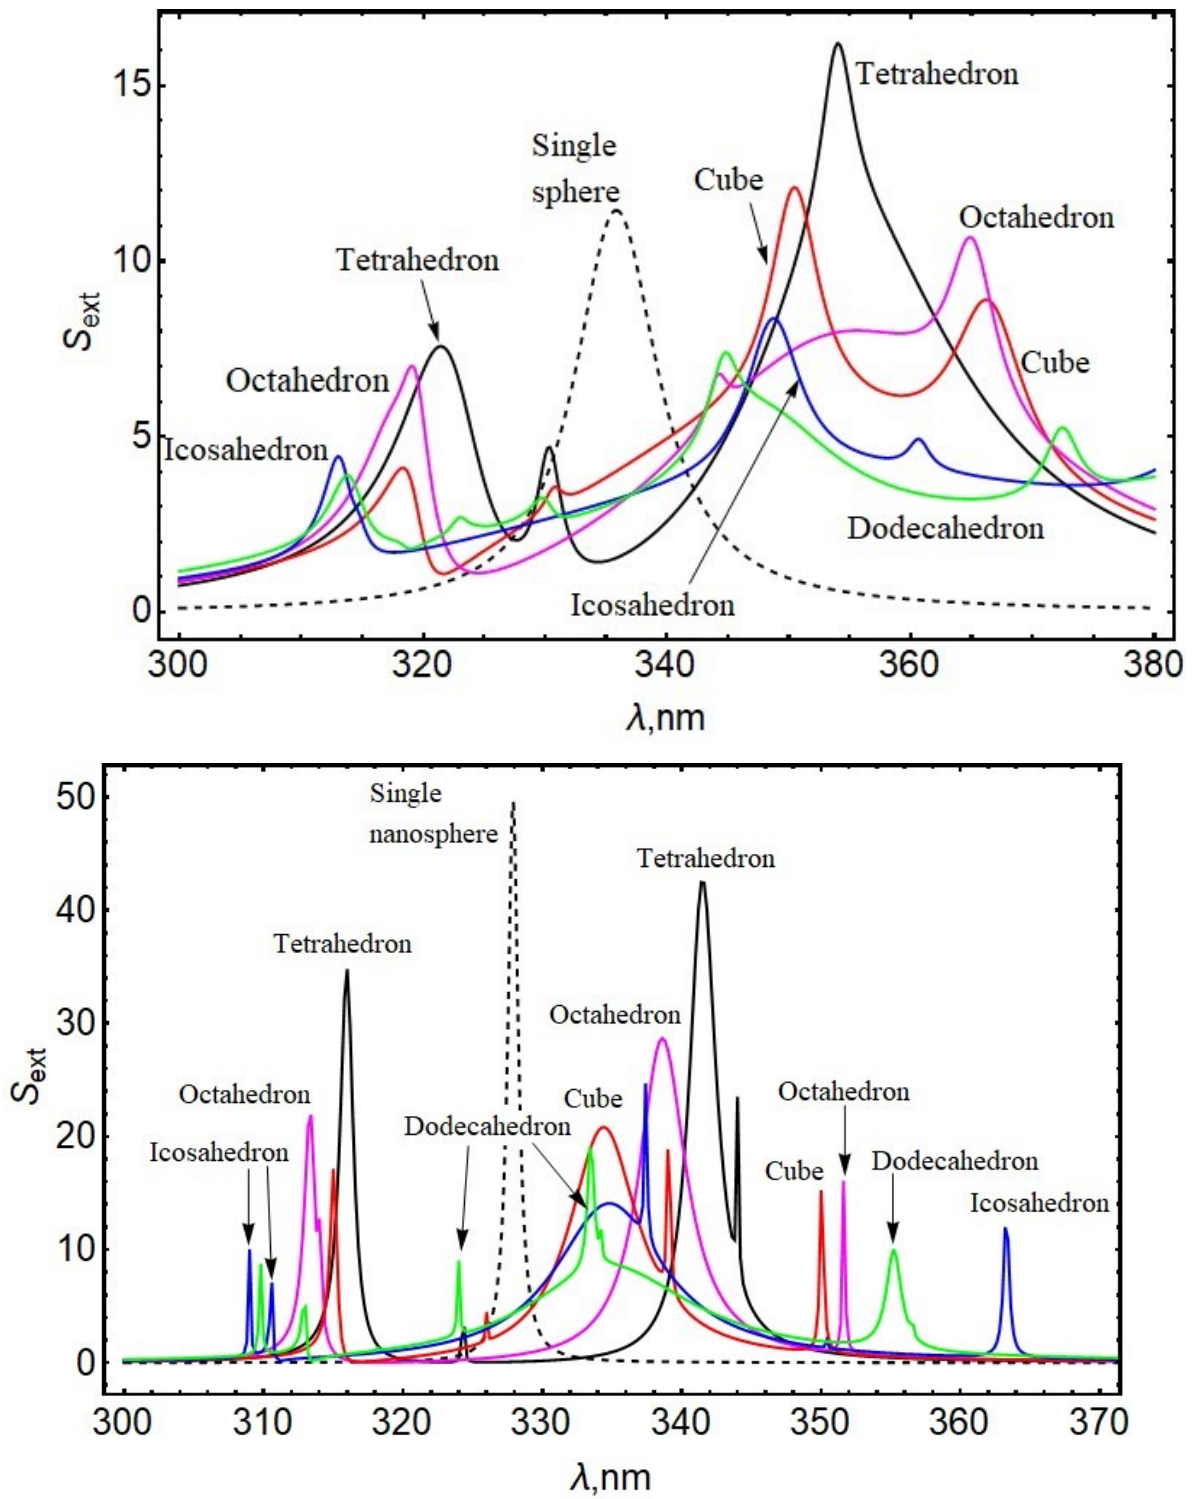 15
Tetrahedron
Single
sphere
Cube
Octahedron
10
Tetrahedron
S_ext
Octahedron
Cube
5
Icosahedron
Dodecahedron
Icosahedron
0
300 320 340 360 380
λ,nm
50
Single
nanosphere
Tetrahedron
40
Tetrahedron
30
Octahedron
S_ext
Octahedron
Cube
Octahedron
20
Dodecahedron
Icosahedron
Cube
Dodecahedron
Icosahedron
10
0
300 310 320 330 340 350 360 370
λ,nm